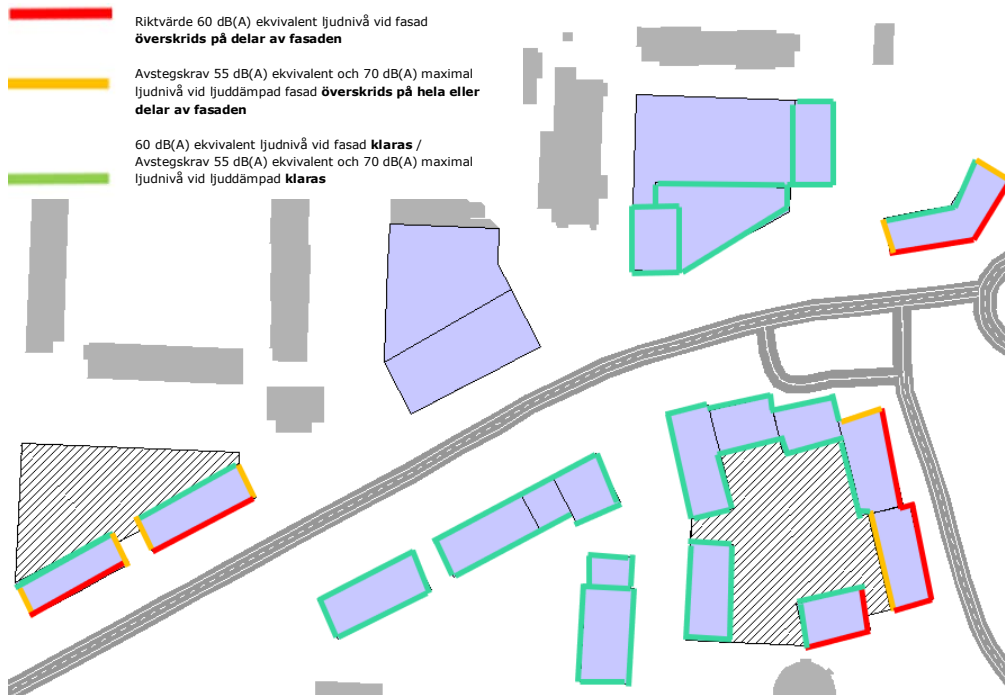 Riktvärde 60 dB(A) ekvivalent ljudnivå vid fasad
överskrids på delar av fasaden
Avstegskrav 55 dB(A) ekvivalent och 70 dB(A) maximal
ljudnivå vid ljuddämpad fasad överskrids på hela eller
delar av fasaden
60 dB(A) ekvivalent ljudnivå vid fasad klaras /
Avstegskrav 55 dB(A) ekvivalent och 70 dB(A) maximal
ljudnivå vid ljuddämpad klaras